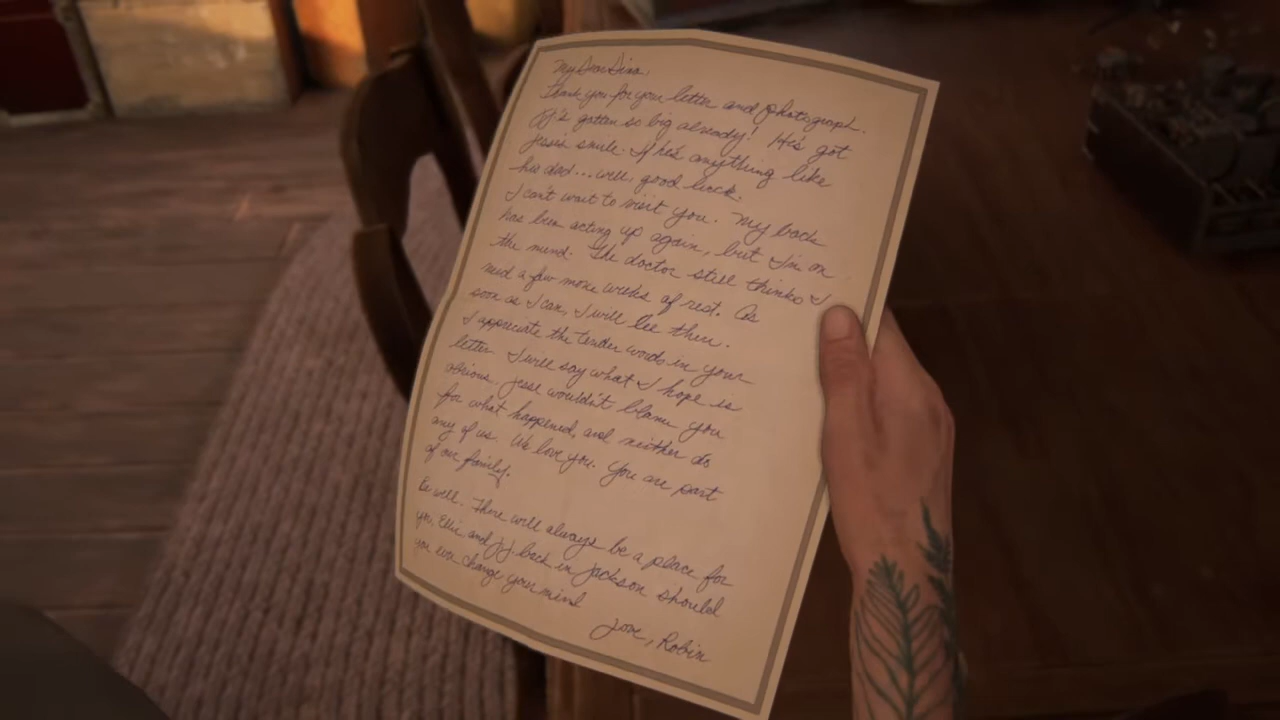 My Dear Dina,
Thank you for your letter and photograph.
JJ's gotten so big already! He's got
Jesse's smile. If he's anything like
his dad... well, good luck.
I can't wait to visit you. My back
has been acting up again, but I'm on
the mend. The doctor still thinks I
need a few more weeks of rest. As
soon as I can, I will be there.
I appreciate the tender words in your
letter. I will say what I hope is
obvious. Jesse wouldn't blame you
for what happened, and neither do
any of us. We love you. You are part
of our family.
Be well. There will always be a place for
you, Ellie, and JJ back in Jackson should
you ever change your mind
Love, Robin